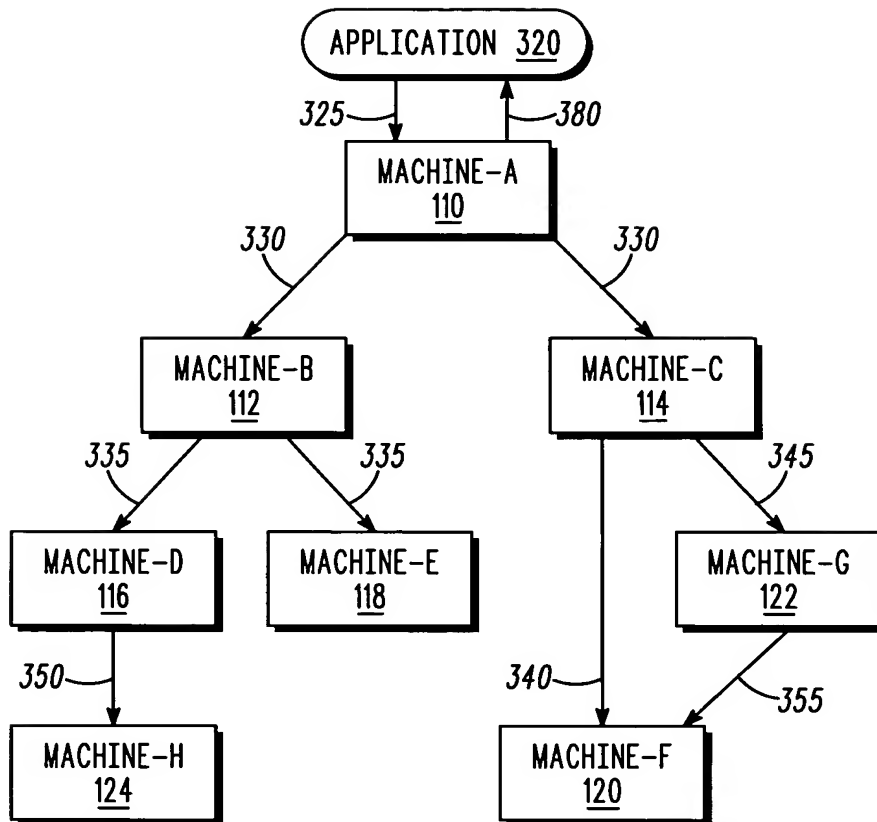 APPLICATION 320
325
380
MACHINE-A
110
330
330
MACHINE-B
112
MACHINE-C
114
335
335
345
MACHINE-D
116
MACHINE-E
118
MACHINE-G
122
350
340
355
MACHINE-H
124
MACHINE-F
120